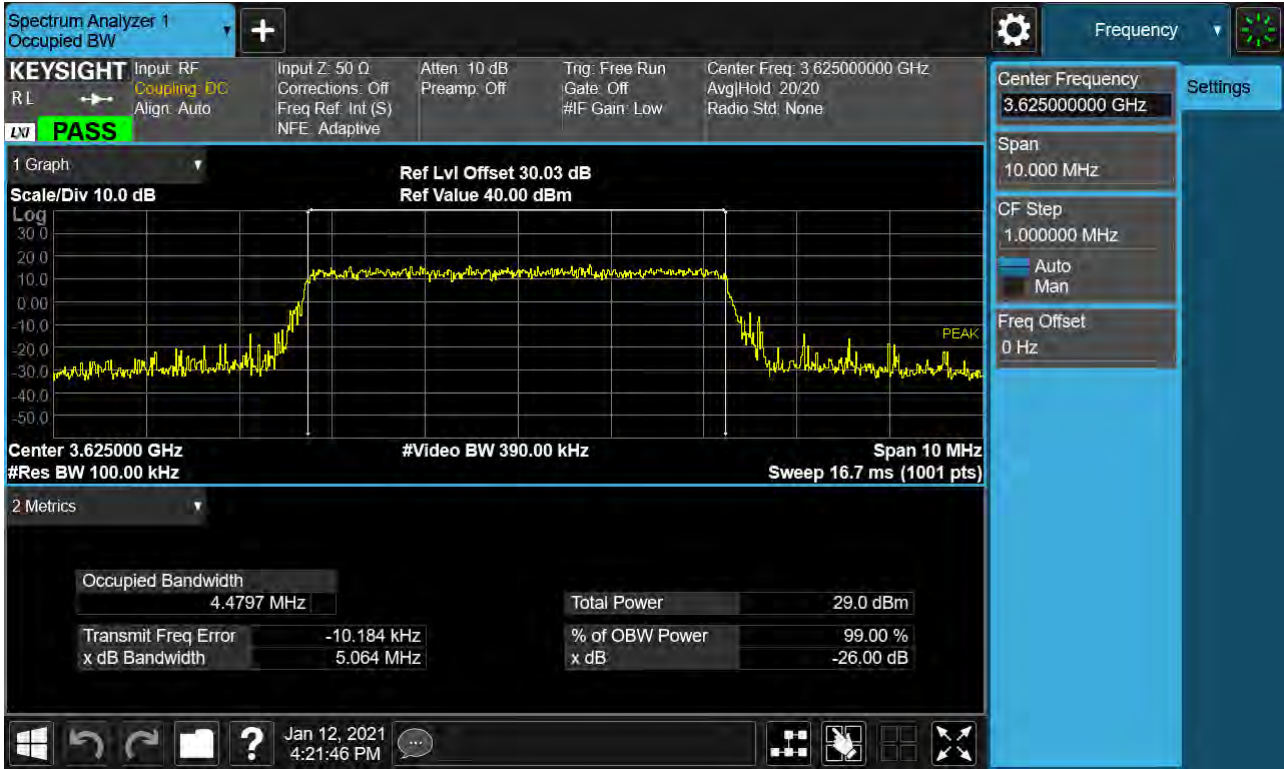 Spectrum Analyzer 1
Occupied BW
+
Frequency
KEYSIGHT
R L
LXI
PASS
Input: RF
Coupling: DC
Align: Auto
Input Z: 50 Ω
Corrections: Off
Freq Ref: Int (S)
NFE: Adaptive
Atten: 10 dB
Preamp: Off
Trig: Free Run
Gate: Off
#IF Gain: Low
Center Freq: 3.625000000 GHz
Avg|Hold: 20/20
Radio Std: None
1 Graph
Scale/Div 10.0 dB
Ref Lvl Offset 30.03 dB
Ref Value 40.00 dBm
Log
30.0
20.0
10.0
0.00
-10.0
-20.0
-30.0
-40.0
-50.0
PEAK
Center 3.625000 GHz
#Video BW 390.00 kHz
Span 10 MHz
#Res BW 100.00 kHz
Sweep 16.7 ms (1001 pts)
2 Metrics
Occupied Bandwidth
4.4797 MHz
Transmit Freq Error -10.184 kHz
x dB Bandwidth 5.064 MHz
Total Power 29.0 dBm
% of OBW Power 99.00 %
x dB -26.00 dB
Center Frequency
3.625000000 GHz
Span
10.000 MHz
CF Step
1.000000 MHz
Auto
Man
Freq Offset
0 Hz
Settings
?
Jan 12, 2021
4:21:46 PM